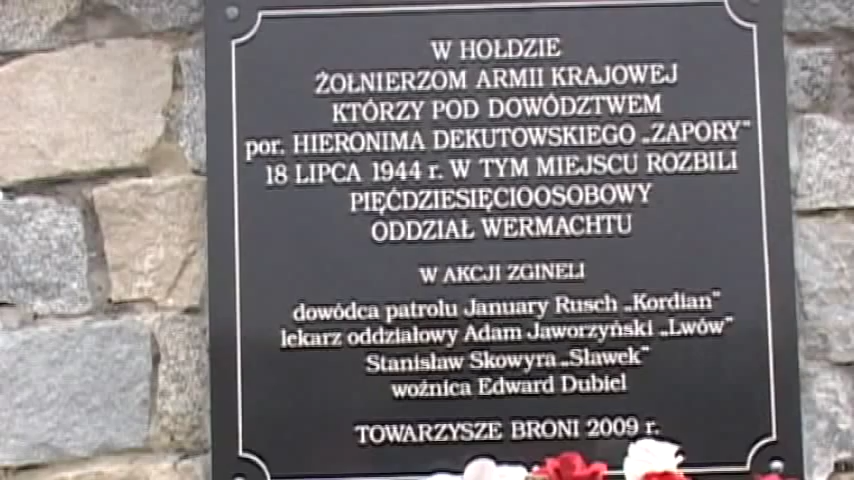 W HOŁDZIE
ŻOŁNIERZOM ARMII KRAJOWEJ
KTÓRZY POD DOWÓDZTWEM
por. HIERONIMA DEKUTOWSKIEGO „ZAPORY"
18 LIPCA 1944 r. W TYM MIEJSCU ROZBILI
PIĘĆDZIESIĘCIOOSOBOWY
ODDZIAŁ WERMACHTU
W AKCJI ZGINELI
dowódca patrolu January Rusch „Kordian"
lekarz oddziałowy Adam Jaworzyński „Lwów"
Stanisław Skowyra „Sławek"
woźnica Edward Dubiel
TOWARZYSZE BRONI 2009 r.